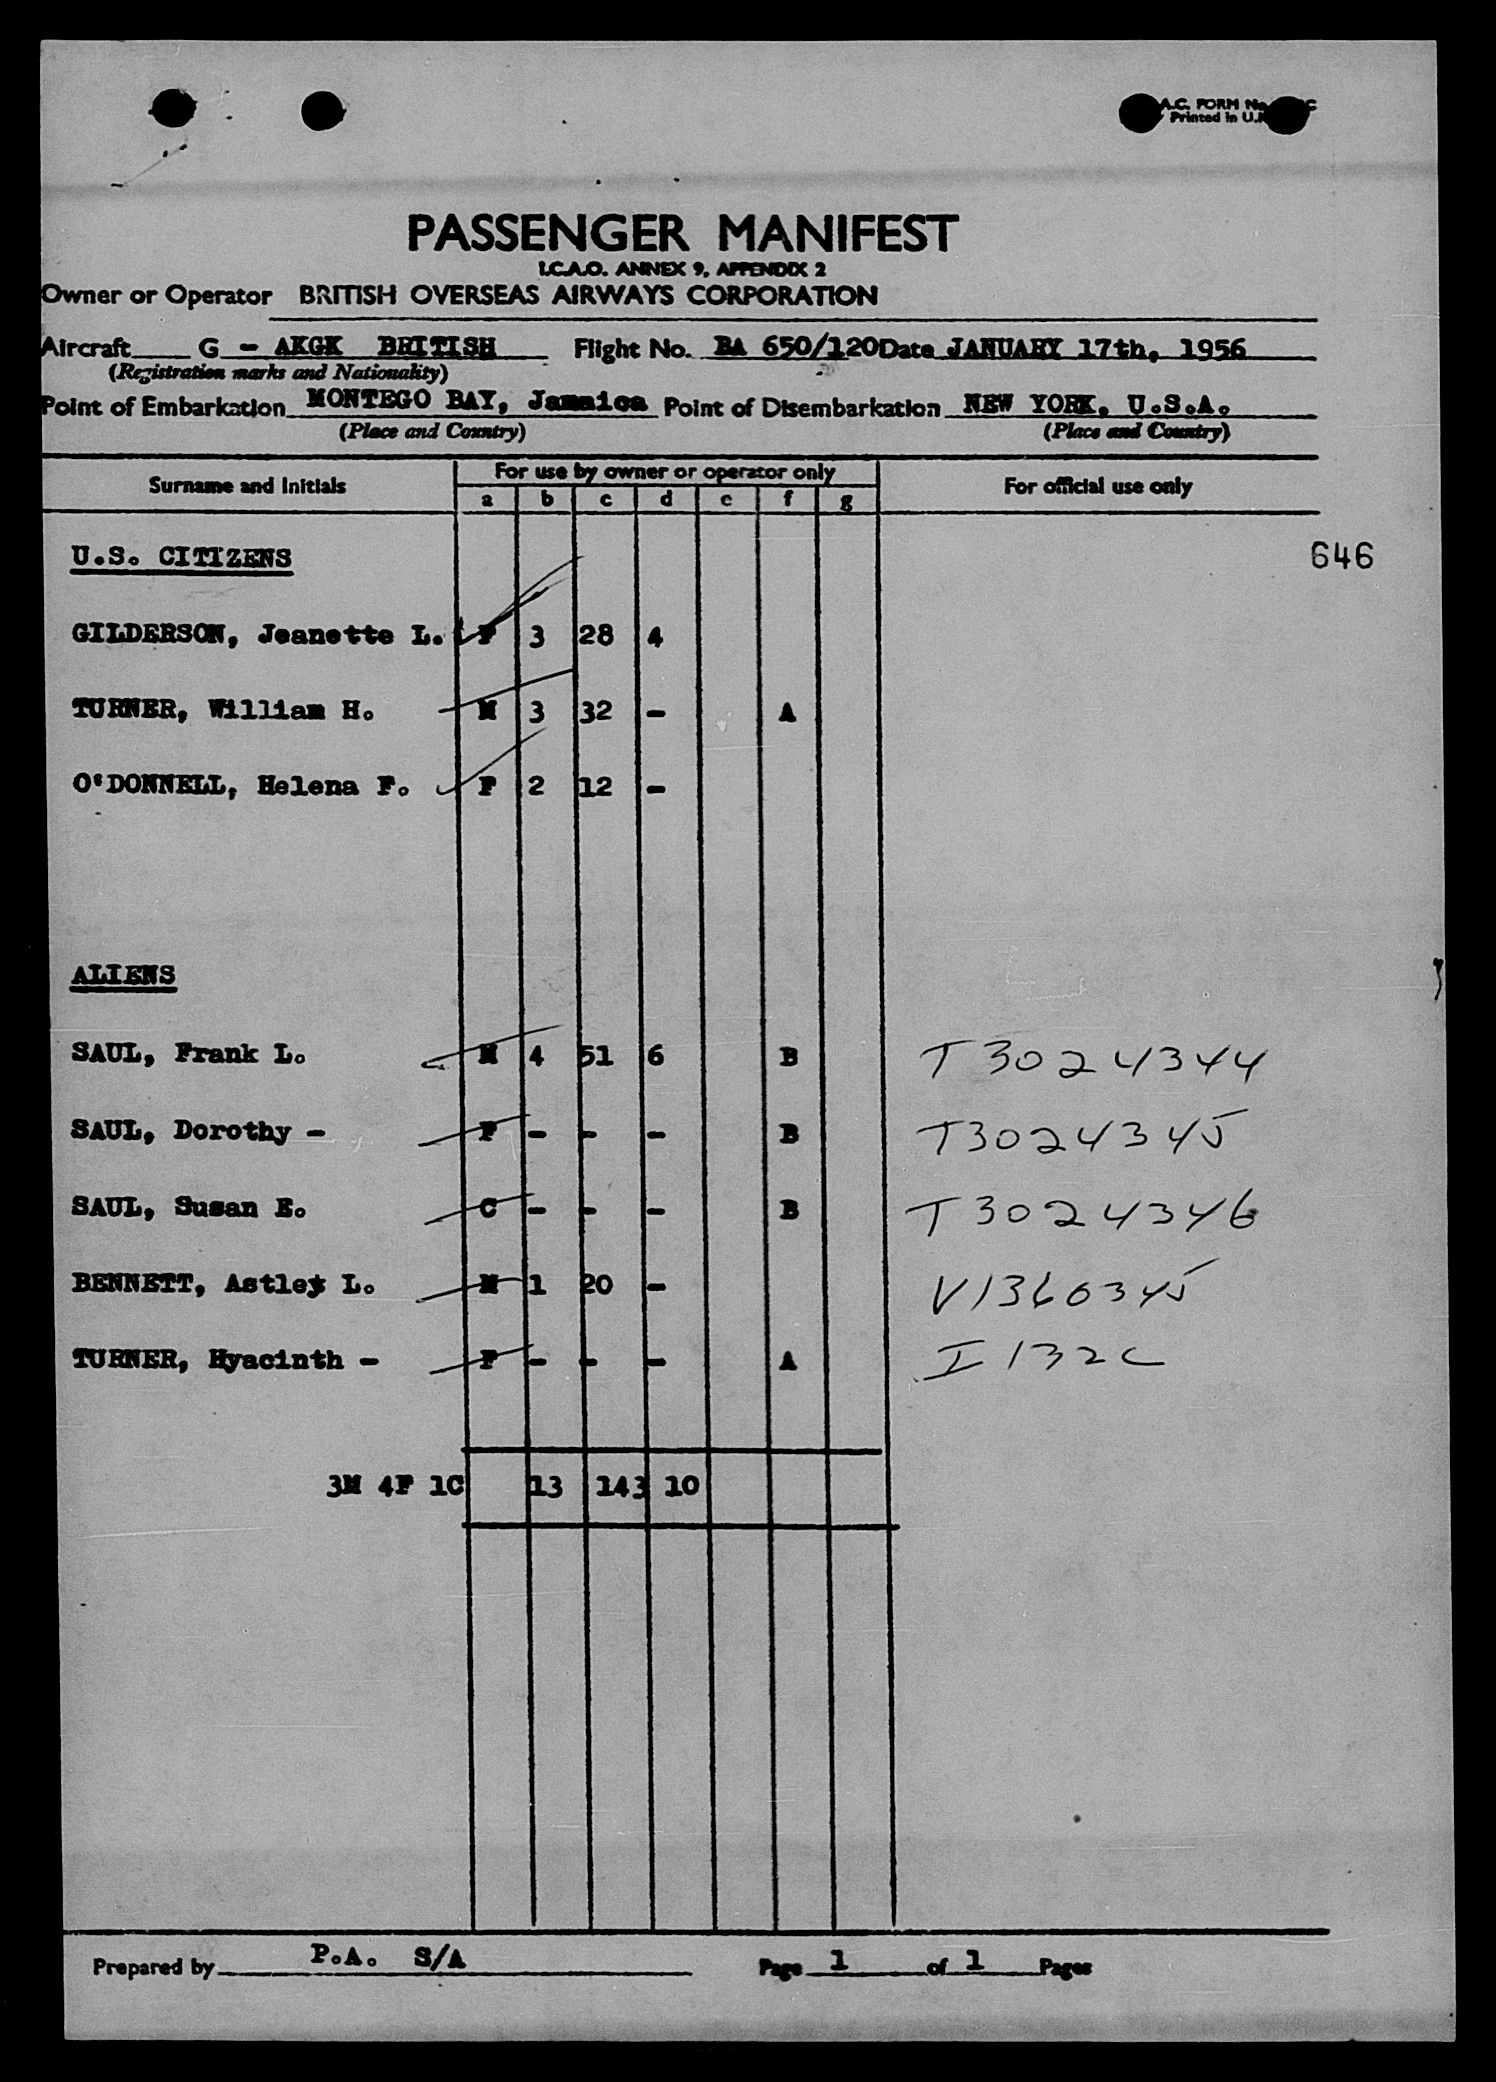 A.C. FORM No
Printed in U.K
PASSENGER MANIFEST
I.C.A.O. ANNEX 9, APPENDIX 2
Owner or Operator BRITISH OVERSEAS AIRWAYS CORPORATION
Aircraft G - AKGK BRITISH Flight No. BA 650/120 Date JANUARY 17th, 1956
(Registration marks and Nationality)
Point of Embarkation MONTEGO BAY, Jamaica Point of Disembarkation NEW YORK, U.S.A.
(Place and Country) (Place and Country)
Surname and Initials For use by owner or operator only For official use only
a b c d e f g
U.S. CITIZENS 646
GILDERSON, Jeanette L. F 3 28 4
TURNER, William H. M 3 32 - A
O'DONNELL, Helena F. F 2 12 -
ALIENS
SAUL, Frank L. M 4 51 6 B T3024344
SAUL, Dorothy - F - - - B T3024345
SAUL, Susan E. C - - - B T3024346
BENNETT, Astley L. M 1 20 - V1360345
TURNER, Hyacinth - F - - - A I 132C
3M 4F 1C 13 143 10
Prepared by P.A. S/A Page 1 of 1 Pages